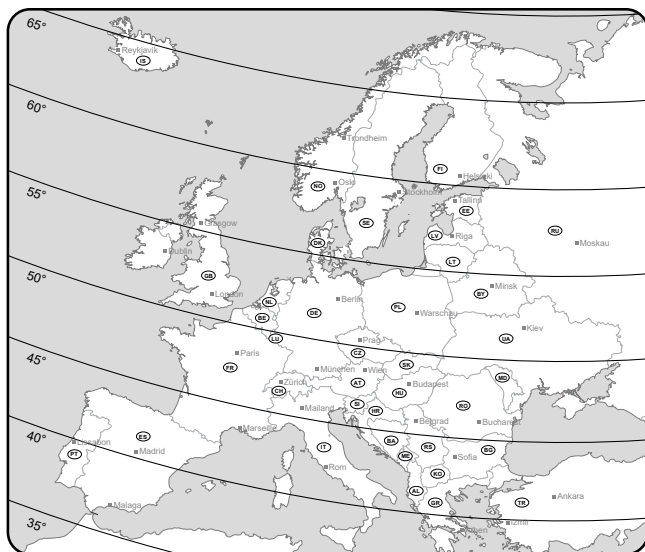 65°
Reykjavik
IS
60°
Trondheim
FI
Helsinki
NO
Oslo
Stockholm
Tallinn
EE
55°
Glasgow
SE
LV
Riga
RU
Moskau
DK
Dublin
LT
GB
Minsk
BY
50°
London
NL
Berlin
DE
PL
Warschau
BE
Kiev
LU
Prag
UA
CZ
45°
Paris
FR
SK
München
Wien
MD
Zürich
CH
AT
Budapest
HU
Mailand
SI
HR
RO
40°
Marseille
Belgrad
Bucharest
Lissabon
ES
BA
RS
BG
PT
Madrid
IT
ME
Sofia
Rom
KO
AL
Ankara
35°
Malaga
GR
TR
Athen
Izmir